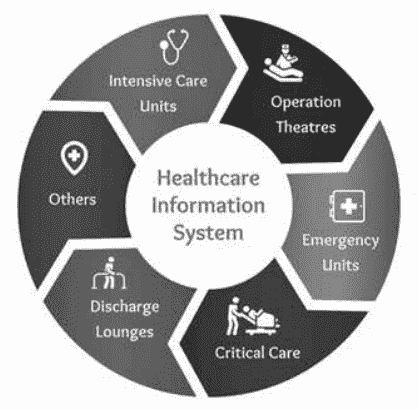 Healthcare
Information
System
Intensive Care
Units
Operation
Theatres
Emergency
Units
Critical Care
Discharge
Lounges
Others